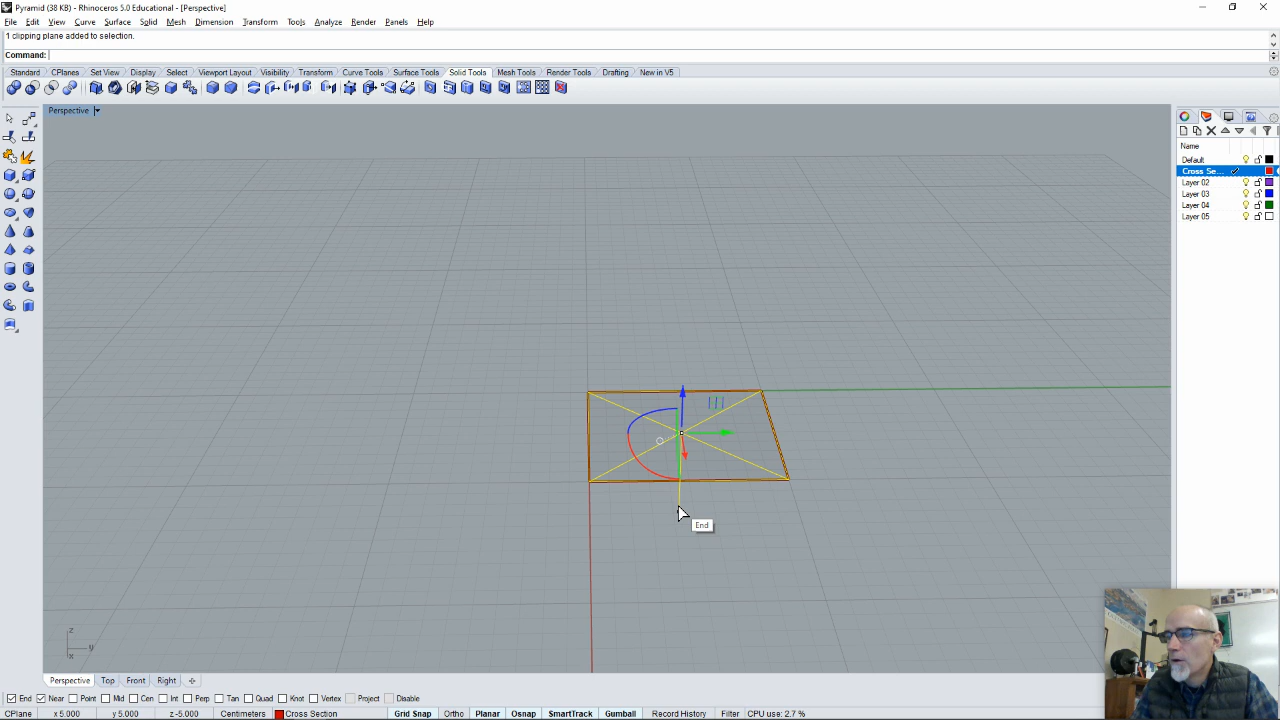 Pyramid (38 KB) - Rhinoceros 5.0 Educational - [Perspective]
File Edit View Curve Surface Solid Mesh Dimension Transform Tools Analyze Render Panels Help
1 clipping plane added to selection.
Command:
Standard CPlanes Set View Display Select Viewport Layout Visibility Transform Curve Tools Surface Tools Solid Tools Mesh Tools Render Tools Drafting New in V5
Perspective
Name
Default
Cross Se...
Layer 02
Layer 03
Layer 04
Layer 05
End
z
y
x
Perspective Top Front Right
End Near Point Mid Cen Int Perp Tan Quad Knot Vertex Project Disable
CPlane x 5.000 y 5.000 z -5.000 Centimeters Cross Section Grid Snap Ortho Planar Osnap SmartTrack Gumball Record History Filter CPU use: 2.7 %